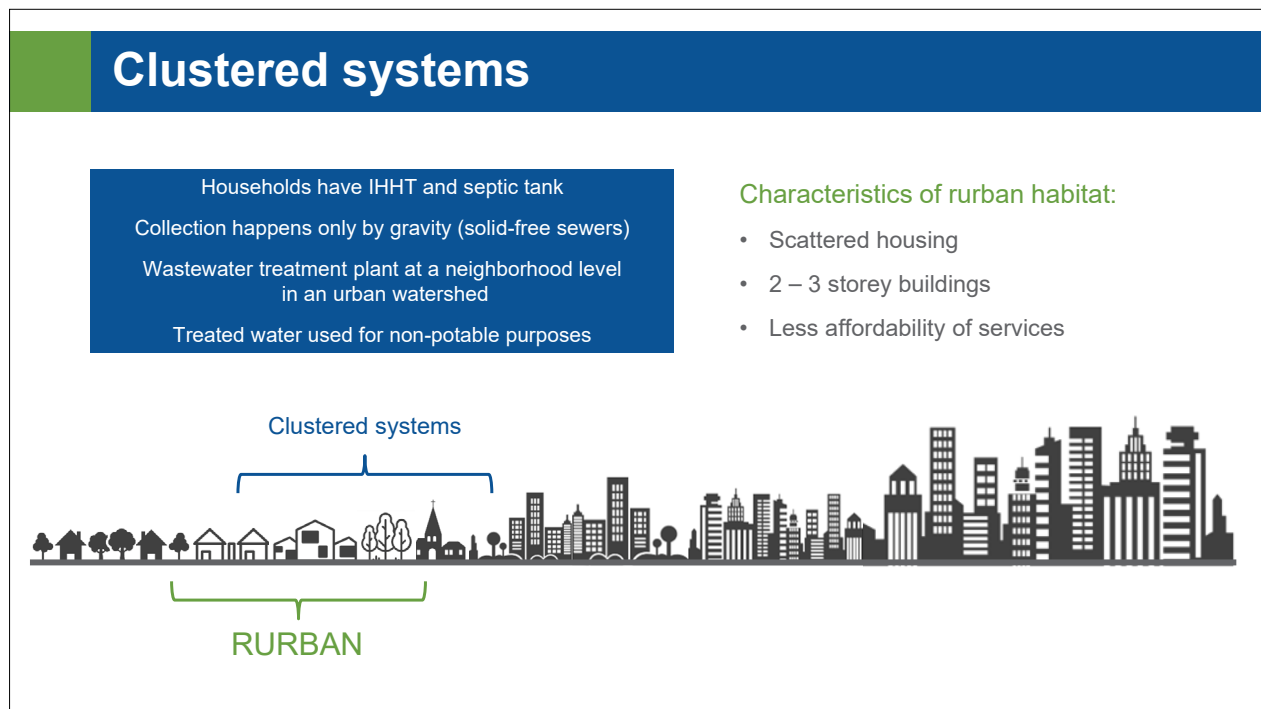 Clustered systems
Households have IHHT and septic tank
Collection happens only by gravity (solid-free sewers)
Wastewater treatment plant at a neighborhood level
in an urban watershed
Treated water used for non-potable purposes
Characteristics of rurban habitat:
• Scattered housing
• 2 – 3 storey buildings
• Less affordability of services
Clustered systems
RURBAN